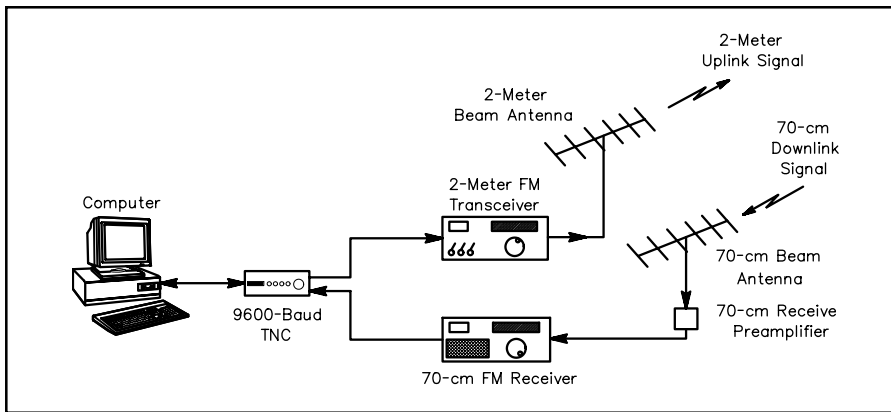 2-Meter
Uplink Signal
2-Meter
Beam Antenna
70-cm
Downlink
Signal
Computer
2-Meter FM
Transceiver
70-cm Beam
Antenna
9600-Baud
TNC
70-cm Receive
Preamplifier
70-cm FM Receiver